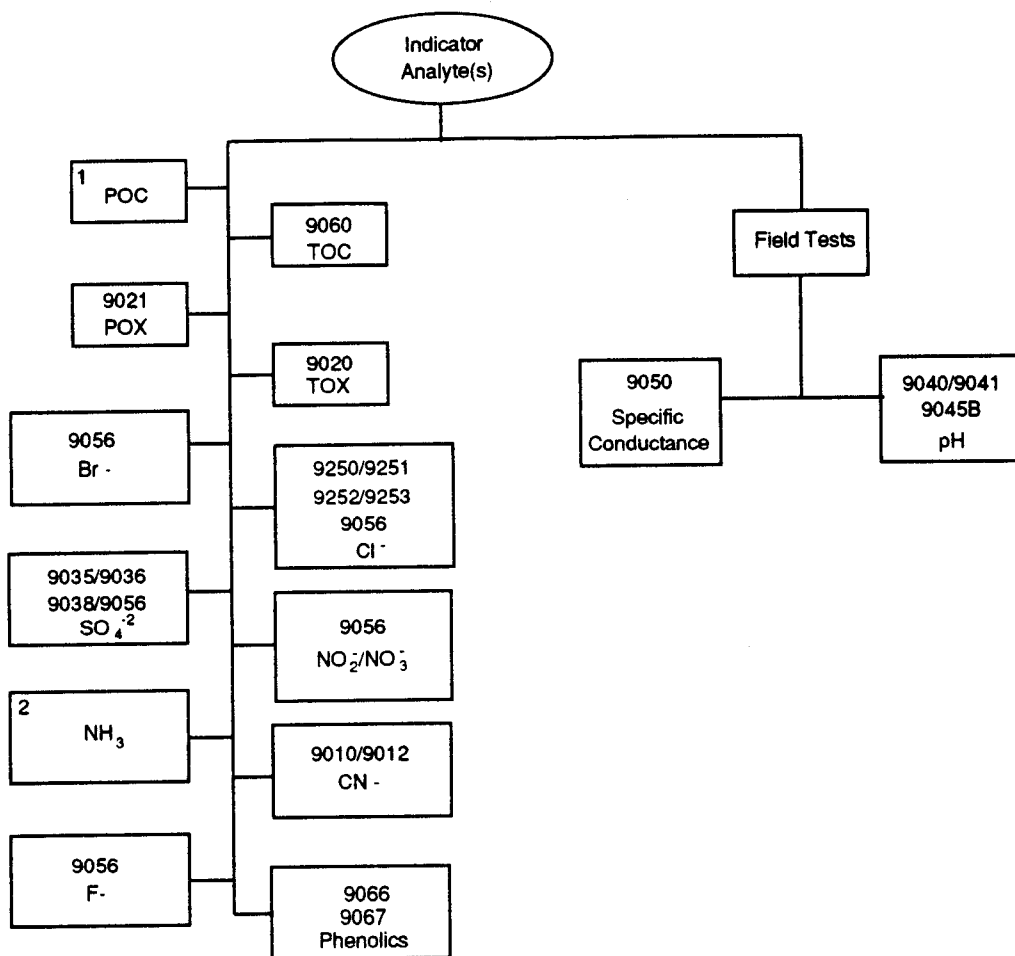 Indicator
Analyte(s)
1
POC
9060
TOC
Field Tests
9021
POX
9020
TOX
9050
Specific
Conductance
9040/9041
9045B
pH
9056
Br -
9250/9251
9252/9253
9056
Cl -
9035/9036
9038/9056
SO4-2
9056
NO2-/NO3-
2
NH3
9010/9012
CN -
9056
F-
9066
9067
Phenolics